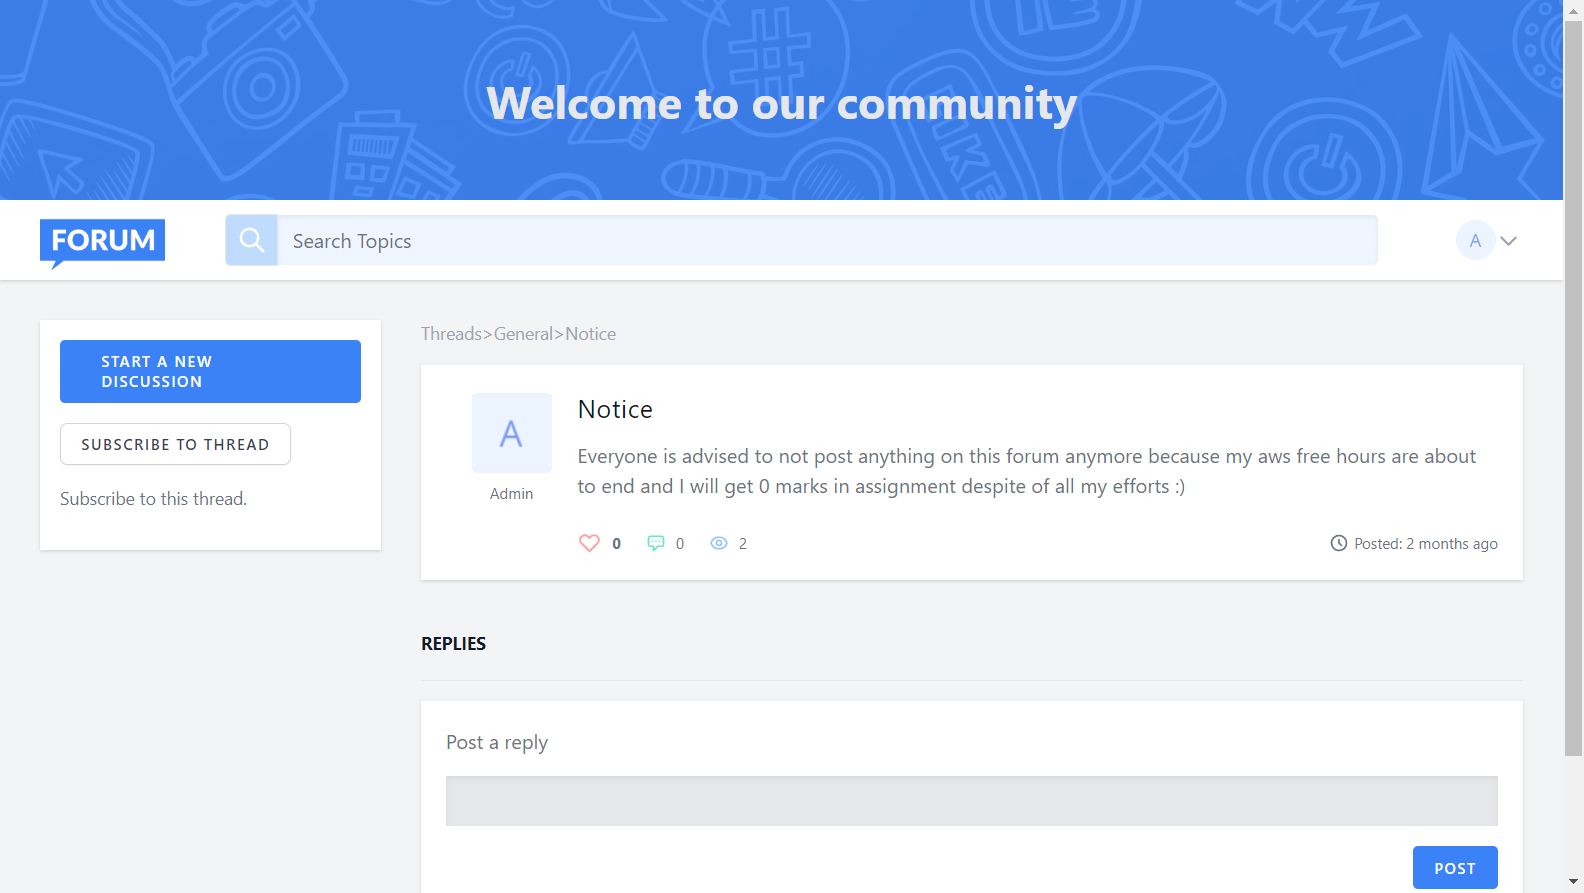 Welcome to our community
FORUM
Search Topics
A
START A NEW
DISCUSSION
SUBSCRIBE TO THREAD
Subscribe to this thread.
Threads>General>Notice
A
Admin
Notice
Everyone is advised to not post anything on this forum anymore because my aws free hours are about
to end and I will get 0 marks in assignment despite of all my efforts :)
0
0
2
Posted: 2 months ago
REPLIES
Post a reply
POST